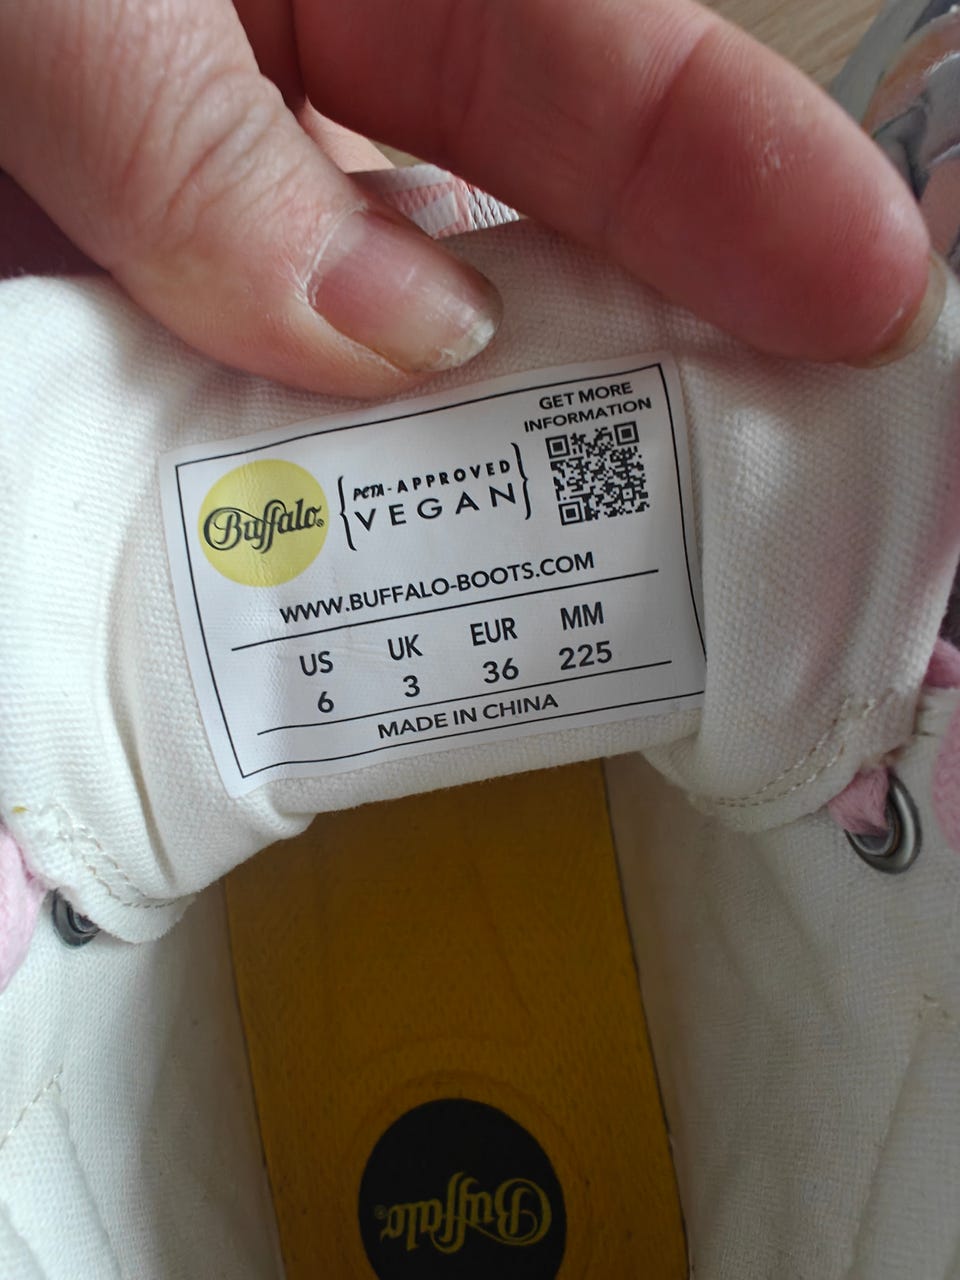 GET MORE
INFORMATION
Buffalo®
PETA-APPROVED
VEGAN
WWW.BUFFALO-BOOTS.COM
US UK EUR MM
6 3 36 225
MADE IN CHINA
Buffalo®